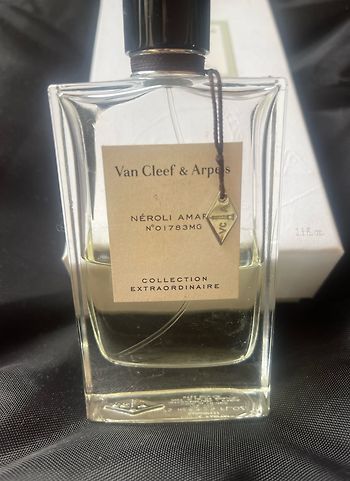 Van Cleef & Arpels
NÉROLI AMAR
N°01783MG
COLLECTION
EXTRAORDINAIRE